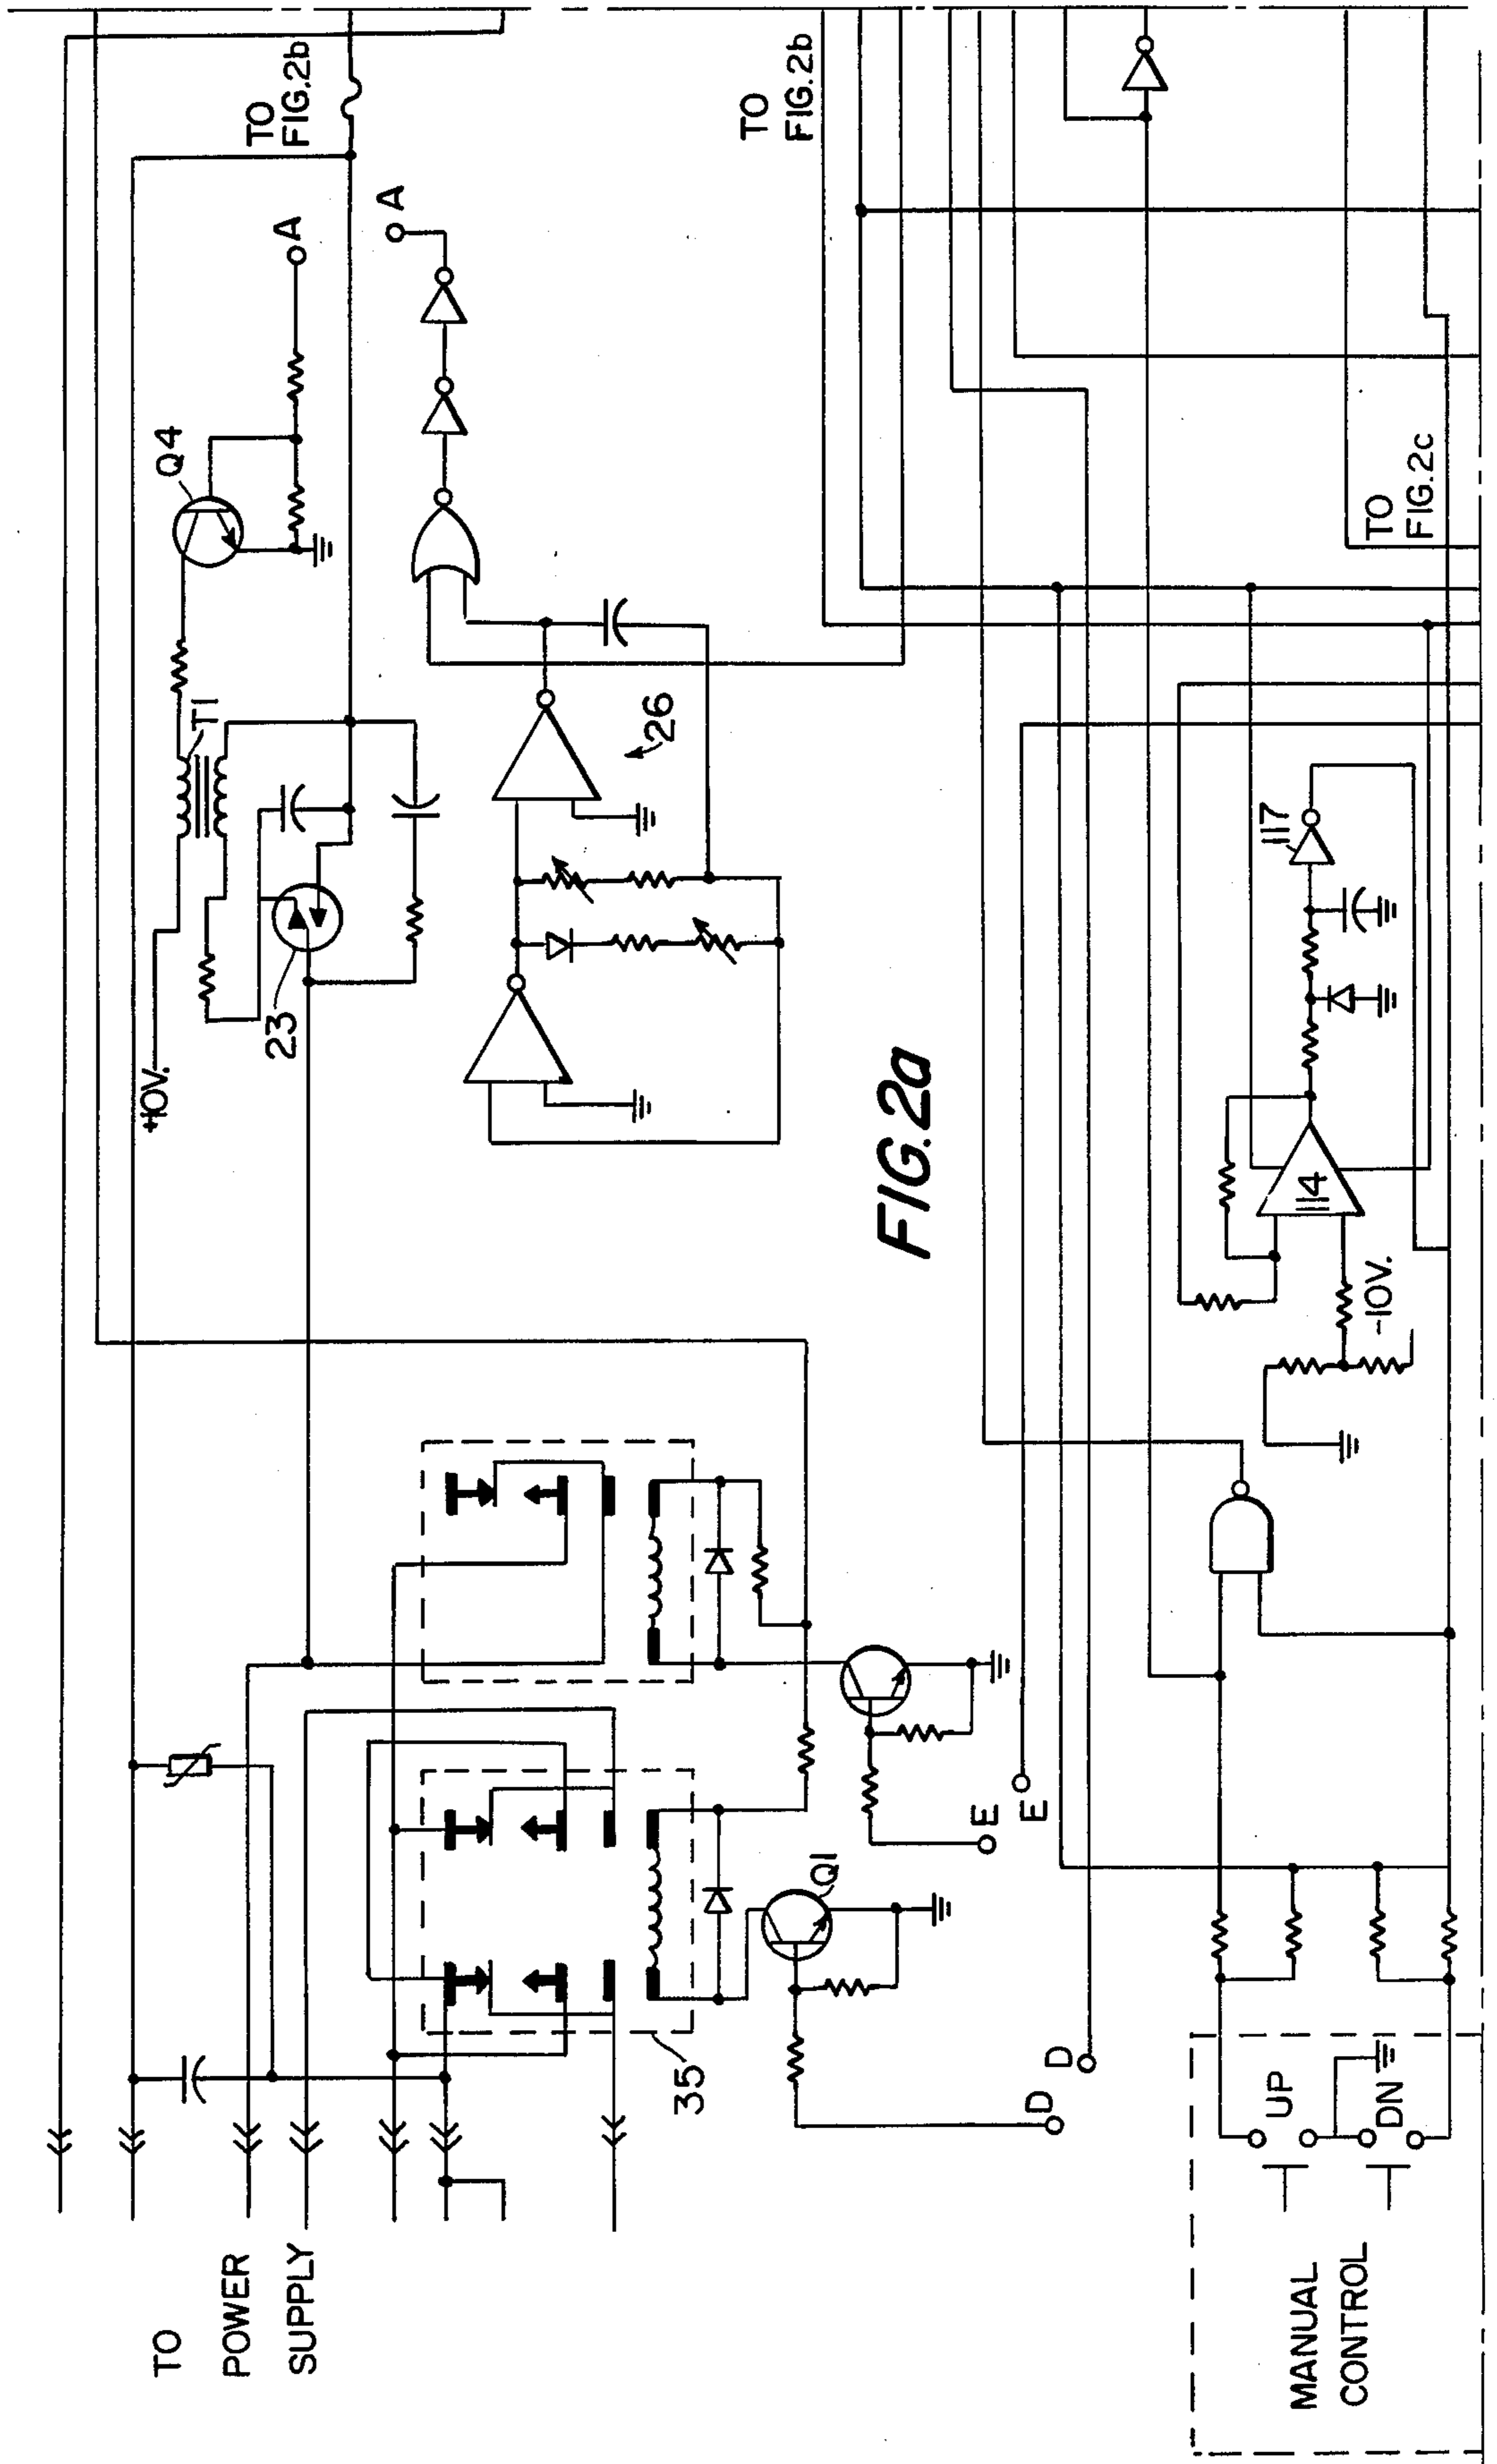 TO
POWER
SUPPLY
+10V.
T1
Q4
A
TO
FIG.2b
23
A
26
35
Q1
E
E
D
D
FIG.2a
TO
FIG.2b
114
117
-10V.
TO
FIG.2c
MANUAL
CONTROL
UP
DN